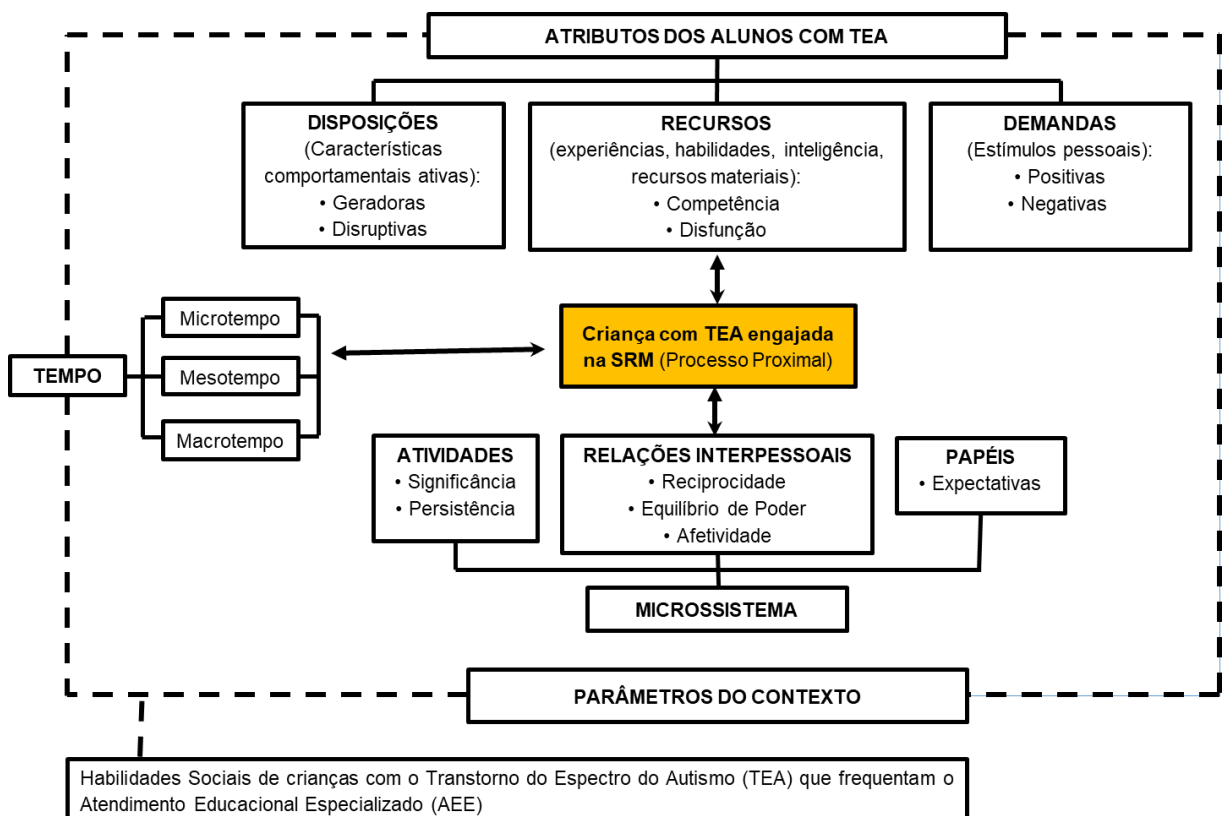 ATRIBUTOS DOS ALUNOS COM TEA
DISPOSIÇÕES
(Características
comportamentais ativas):
• Geradoras
• Disruptivas
RECURSOS
(experiências, habilidades, inteligência,
recursos materiais):
• Competência
• Disfunção
DEMANDAS
(Estímulos pessoais):
• Positivas
• Negativas
TEMPO
Microtempo
Mesotempo
Macrotempo
Criança com TEA engajada
na SRM (Processo Proximal)
ATIVIDADES
• Significância
• Persistência
RELAÇÕES INTERPESSOAIS
• Reciprocidade
• Equilíbrio de Poder
• Afetividade
PAPÉIS
• Expectativas
MICROSSISTEMA
PARÂMETROS DO CONTEXTO
Habilidades Sociais de crianças com o Transtorno do Espectro do Autismo (TEA) que frequentam o
Atendimento Educacional Especializado (AEE)